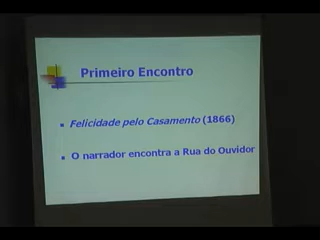 Primeiro Encontro
Felicidade pelo Casamento (1866)
O narrador encontra a Rua do Ouvidor